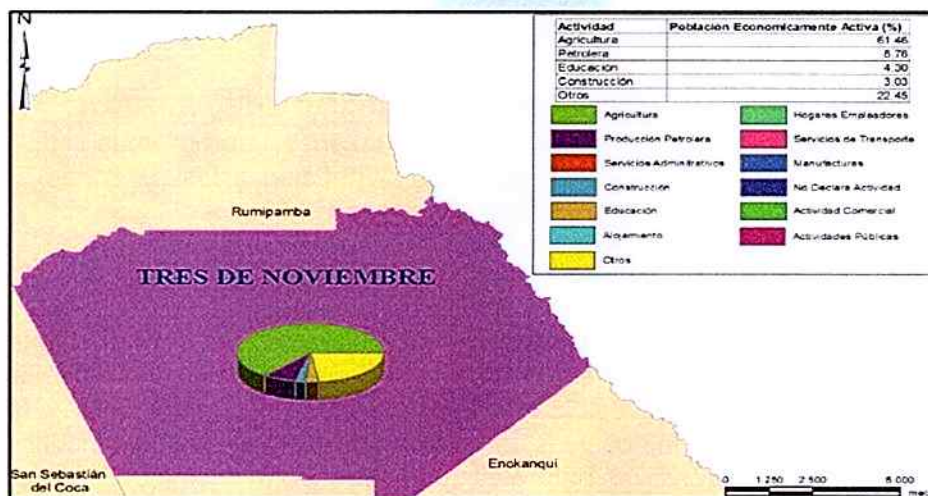 N
Actividad Población Economicamente Activa (%)
Agricultura 61.46
Petrolera 8.76
Educación 4.30
Construcción 3.03
Otros 22.45
Agricultura Hogares Empleadores
Producción Petrolera Servicios de Transporte
Servicios Adminitrativos Manufacturas
Construcción No Declara Actividad
Educación Actividad Comercial
Alojamiento Actividades Públicas
Otros
Rumipamba
TRES DE NOVIEMBRE
San Sebastián
del Coca
Enokanqui
0 1 250 2 500 5 000